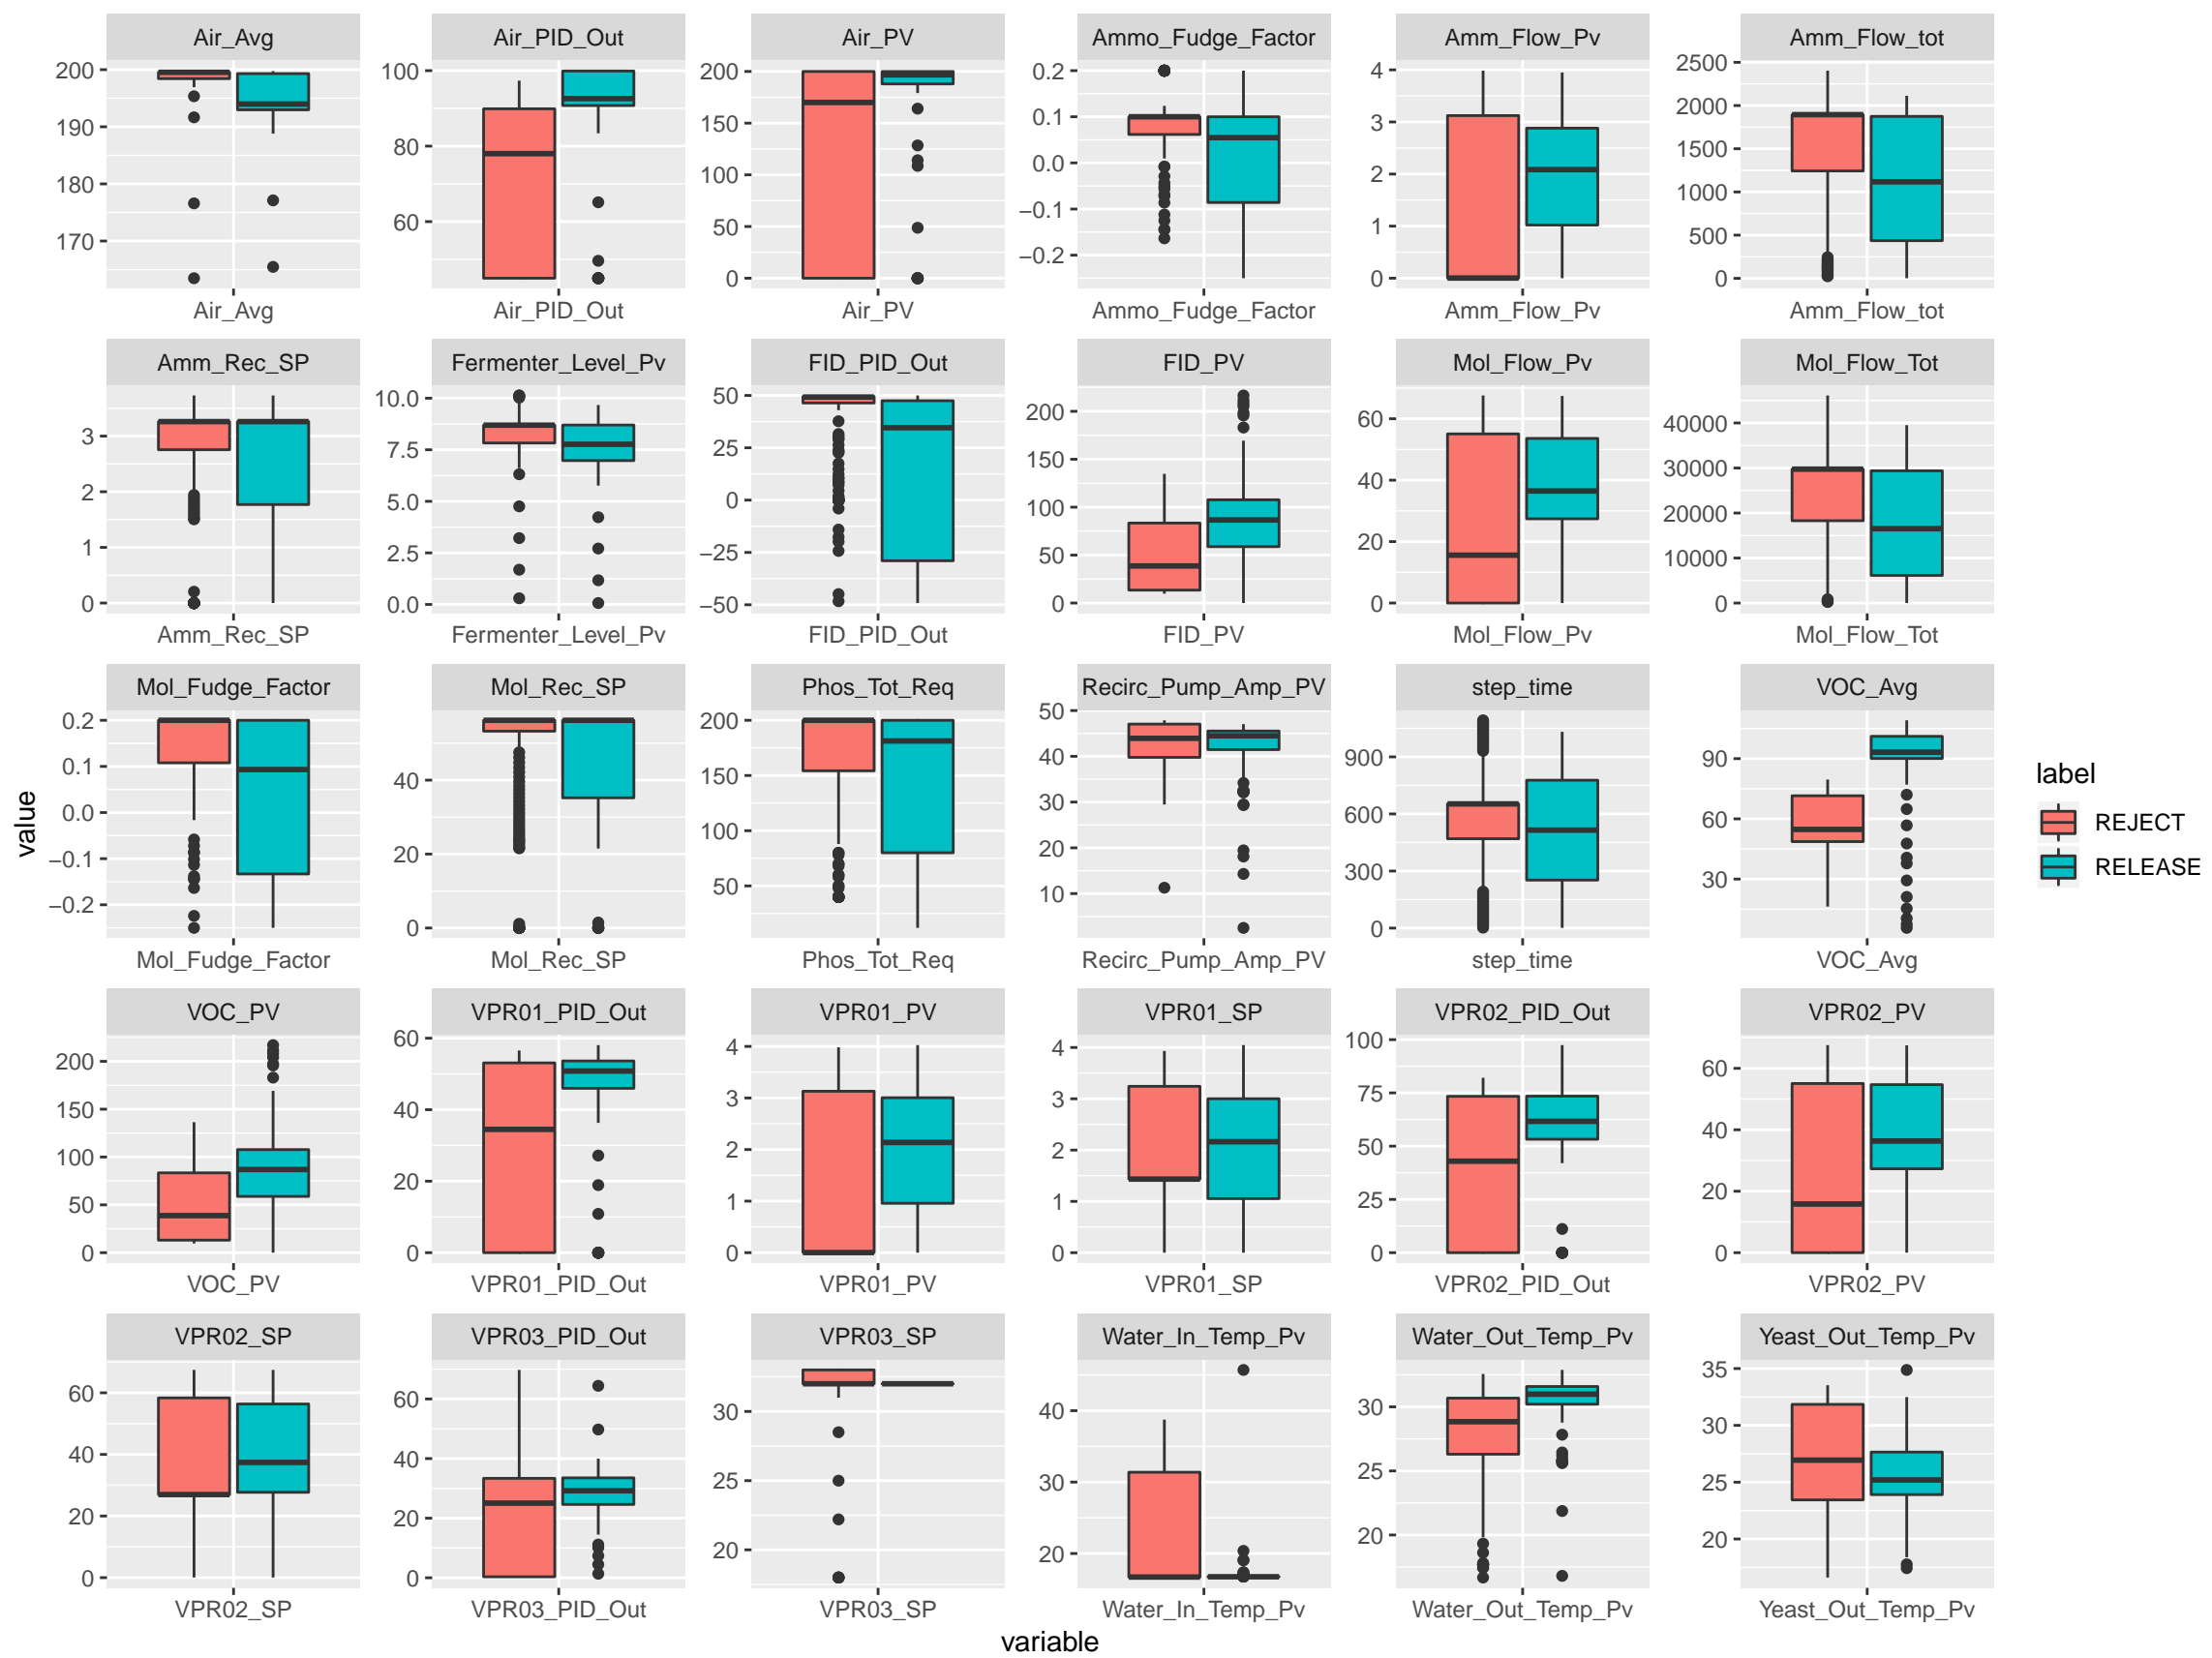 Air_Avg Air_PID_Out Air_PV Ammo_Fudge_Factor Amm_Flow_Pv Amm_Flow_tot
200 190 180 170
100 80 60
200 150 100 50 0
0.2 0.1 0.0 −0.1 −0.2
4 3 2 1 0
2500 2000 1500 1000 500 0
Air_Avg Air_PID_Out Air_PV Ammo_Fudge_Factor Amm_Flow_Pv Amm_Flow_tot
Amm_Rec_SP Fermenter_Level_Pv FID_PID_Out FID_PV Mol_Flow_Pv Mol_Flow_Tot
3 2 1 0
10.0 7.5 5.0 2.5 0.0
50 25 0 −25 −50
200 150 100 50 0
60 40 20 0
40000 30000 20000 10000 0
Amm_Rec_SP Fermenter_Level_Pv FID_PID_Out FID_PV Mol_Flow_Pv Mol_Flow_Tot
Mol_Fudge_Factor Mol_Rec_SP Phos_Tot_Req Recirc_Pump_Amp_PV step_time VOC_Avg
0.2 0.1 0.0 −0.1 −0.2
40 20 0
200 150 100 50
50 40 30 20 10
900 600 300 0
90 60 30
Mol_Fudge_Factor Mol_Rec_SP Phos_Tot_Req Recirc_Pump_Amp_PV step_time VOC_Avg
VOC_PV VPR01_PID_Out VPR01_PV VPR01_SP VPR02_PID_Out VPR02_PV
200 150 100 50 0
60 40 20 0
4 3 2 1 0
4 3 2 1 0
100 75 50 25 0
60 40 20 0
VOC_PV VPR01_PID_Out VPR01_PV VPR01_SP VPR02_PID_Out VPR02_PV
VPR02_SP VPR03_PID_Out VPR03_SP Water_In_Temp_Pv Water_Out_Temp_Pv Yeast_Out_Temp_Pv
60 40 20 0
60 40 20 0
30 25 20
40 30 20
30 25 20
35 30 25 20
VPR02_SP VPR03_PID_Out VPR03_SP Water_In_Temp_Pv Water_Out_Temp_Pv Yeast_Out_Temp_Pv
variable
value
label
REJECT
RELEASE